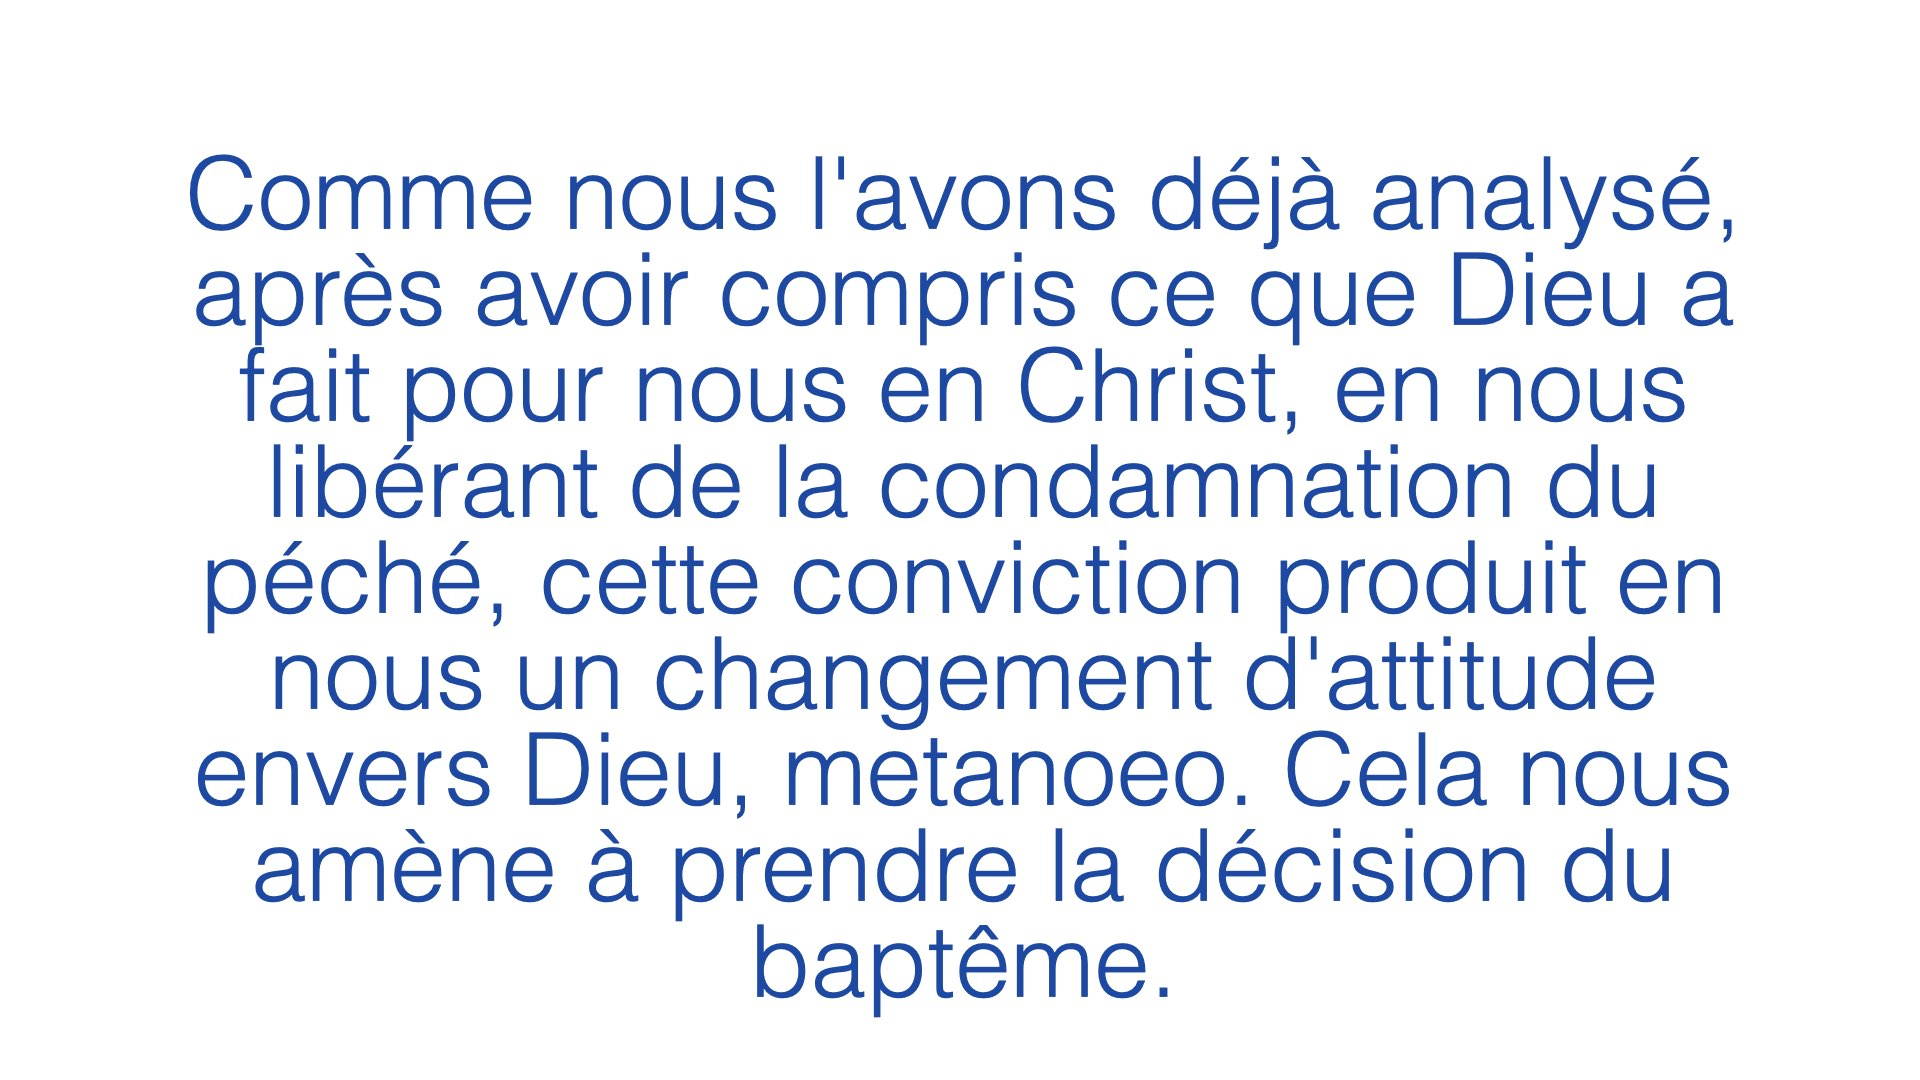 Comme nous l'avons déjà analysé,
après avoir compris ce que Dieu a
fait pour nous en Christ, en nous
libérant de la condamnation du
péché, cette conviction produit en
nous un changement d'attitude
envers Dieu, metanoeo. Cela nous
amène à prendre la décision du
baptême.